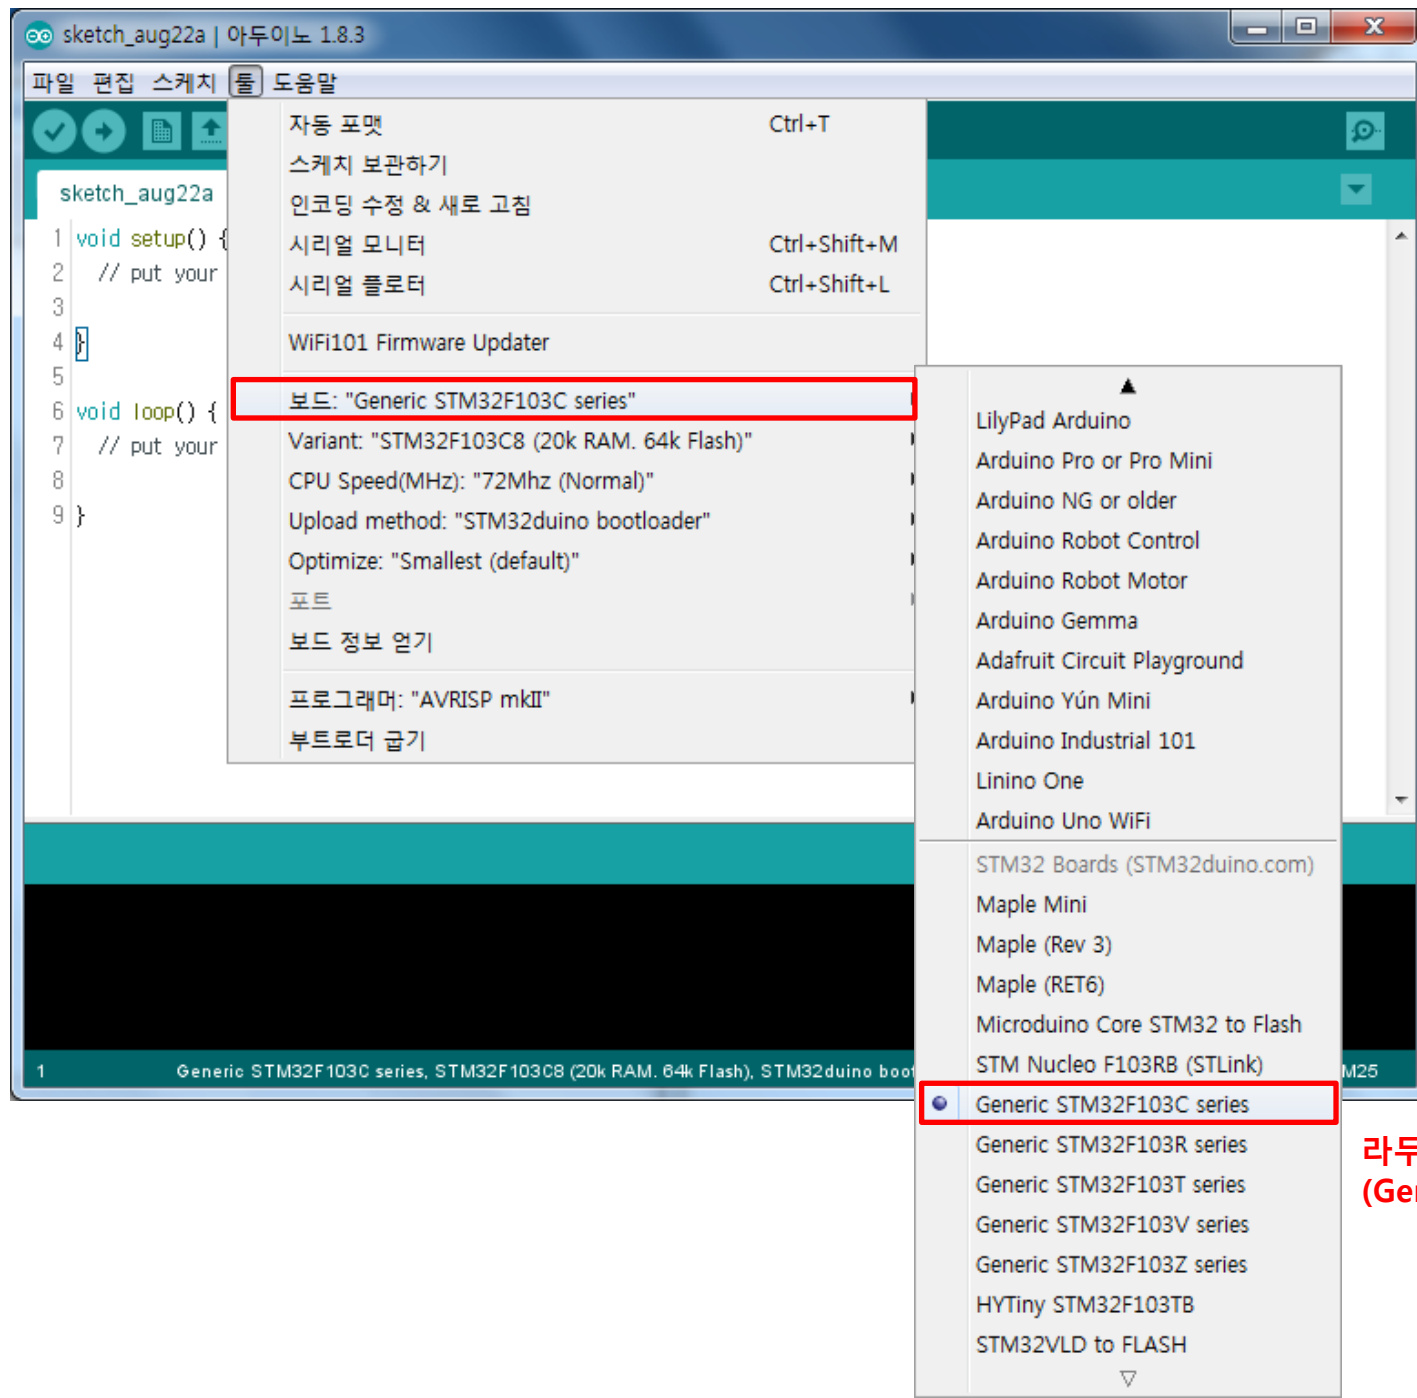 sketch_aug22a | 아두이노 1.8.3
파일 편집 스케치 툴 도움말
sketch_aug22a
1 void setup() {
2 // put your
3
4 }
5
6 void loop() {
7 // put your
8
9 }
자동 포맷 Ctrl+T
스케치 보관하기
인코딩 수정 & 새로 고침
시리얼 모니터 Ctrl+Shift+M
시리얼 플로터 Ctrl+Shift+L
WiFi101 Firmware Updater
보드: "Generic STM32F103C series"
Variant: "STM32F103C8 (20k RAM. 64k Flash)"
CPU Speed(MHz): "72Mhz (Normal)"
Upload method: "STM32duino bootloader"
Optimize: "Smallest (default)"
포트
보드 정보 얻기
프로그래머: "AVRISP mkII"
부트로더 굽기
LilyPad Arduino
Arduino Pro or Pro Mini
Arduino NG or older
Arduino Robot Control
Arduino Robot Motor
Arduino Gemma
Adafruit Circuit Playground
Arduino Yún Mini
Arduino Industrial 101
Linino One
Arduino Uno WiFi
STM32 Boards (STM32duino.com)
Maple Mini
Maple (Rev 3)
Maple (RET6)
Microduino Core STM32 to Flash
STM Nucleo F103RB (STLink)
Generic STM32F103C series
Generic STM32F103R series
Generic STM32F103T series
Generic STM32F103V series
Generic STM32F103Z series
HYTiny STM32F103TB
STM32VLD to FLASH
1 Generic STM32F103C series, STM32F103C8 (20k RAM. 64k Flash), STM32duino boot M25
라두
(Ge